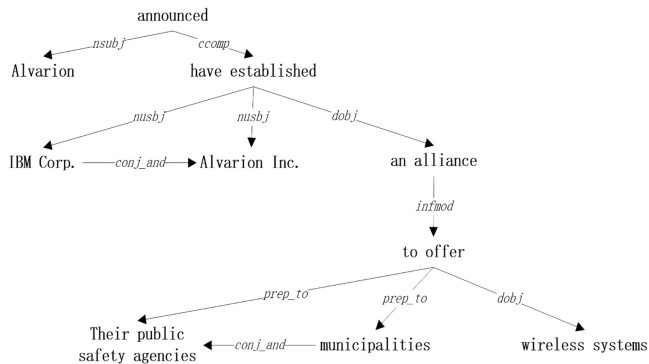 announced
nsubj ccomp
Alvarion have established
nusbj nusbj dobj
IBM Corp. conj_and Alvarion Inc. an alliance
infmod
to offer
prep_to prep_to dobj
Their public
safety agencies conj_and municipalities wireless systems